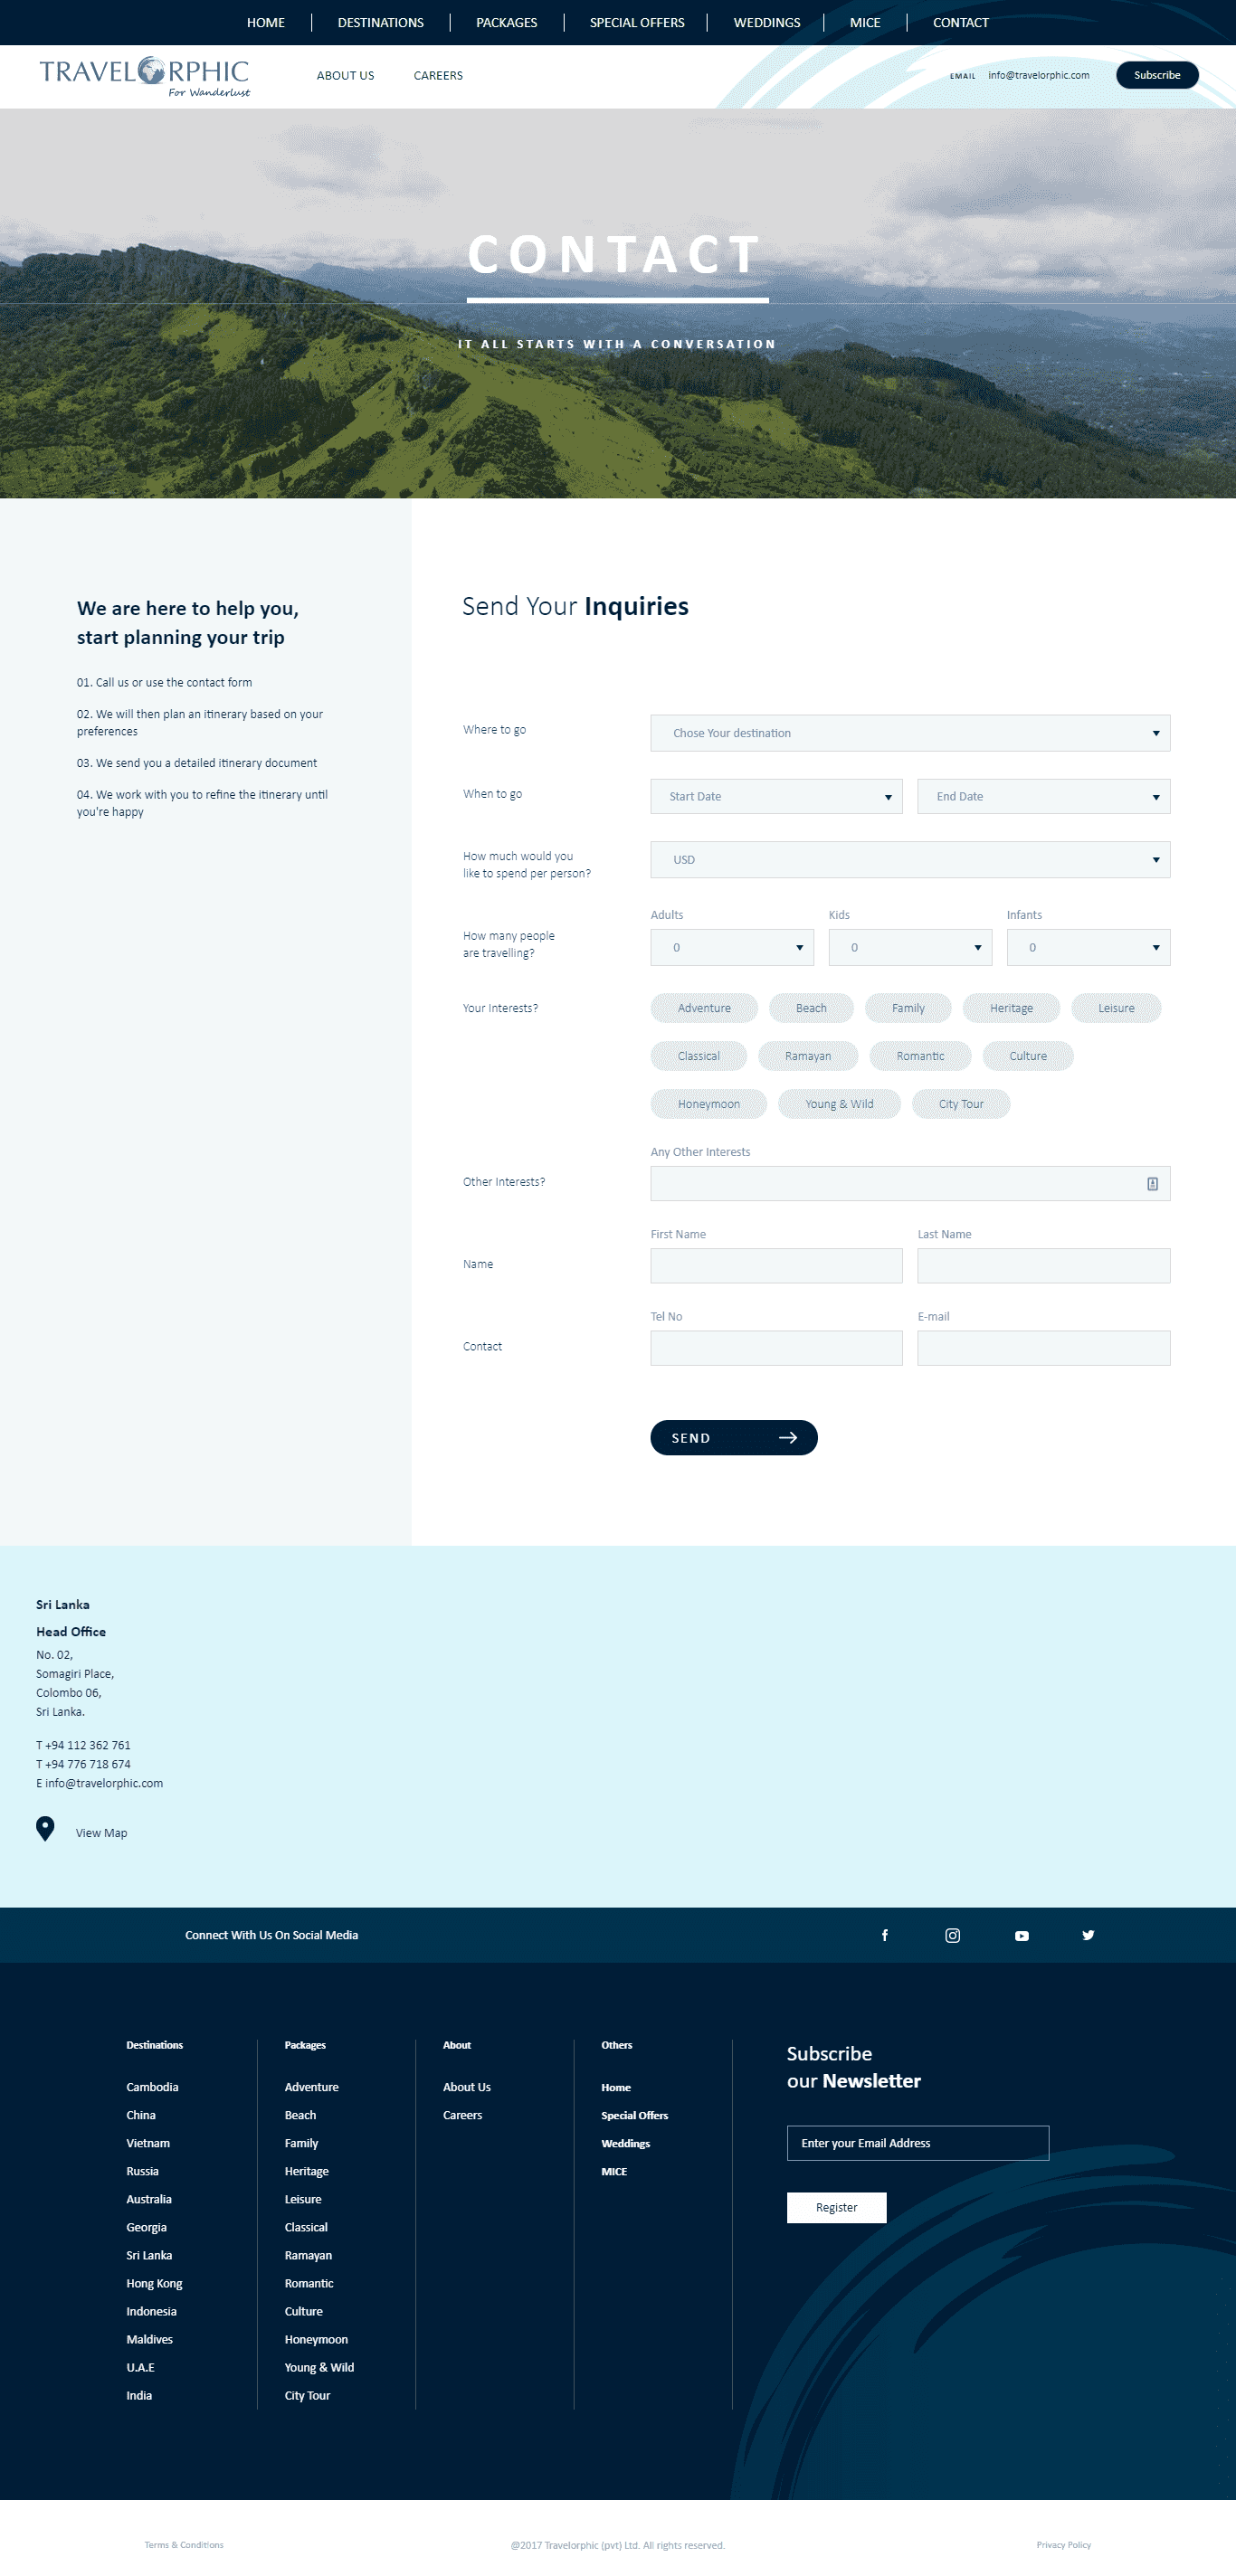 HOME
DESTINATIONS
PACKAGES
SPECIAL OFFERS
WEDDINGS
MICE
CONTACT
TRAVELORPHIC
For Wanderlust
ABOUT US
CAREERS
EMAIL info@travelorphic.com
Subscribe
CONTACT
IT ALL STARTS WITH A CONVERSATION
We are here to help you,
start planning your trip
01. Call us or use the contact form
02. We will then plan an itinerary based on your
preferences
03. We send you a detailed itinerary document
04. We work with you to refine the itinerary until
you're happy
Send Your Inquiries
Where to go
Chose Your destination
When to go
Start Date
End Date
How much would you
like to spend per person?
USD
How many people
are travelling?
Adults
0
Kids
0
Infants
0
Your Interests?
Adventure
Beach
Family
Heritage
Leisure
Classical
Ramayan
Romantic
Culture
Honeymoon
Young & Wild
City Tour
Other Interests?
Any Other Interests
Name
First Name
Last Name
Contact
Tel No
E-mail
SEND
Sri Lanka
Head Office
No. 02,
Somagiri Place,
Colombo 06,
Sri Lanka.
T +94 112 362 761
T +94 776 718 674
E info@travelorphic.com
View Map
Connect With Us On Social Media
Destinations
Cambodia
China
Vietnam
Russia
Australia
Georgia
Sri Lanka
Hong Kong
Indonesia
Maldives
U.A.E
India
Packages
Adventure
Beach
Family
Heritage
Leisure
Classical
Ramayan
Romantic
Culture
Honeymoon
Young & Wild
City Tour
About
About Us
Careers
Others
Home
Special Offers
Weddings
MICE
Subscribe
our Newsletter
Enter your Email Address
Register
Terms & Conditions
@2017 Travelorphic (pvt) Ltd. All rights reserved.
Privacy Policy